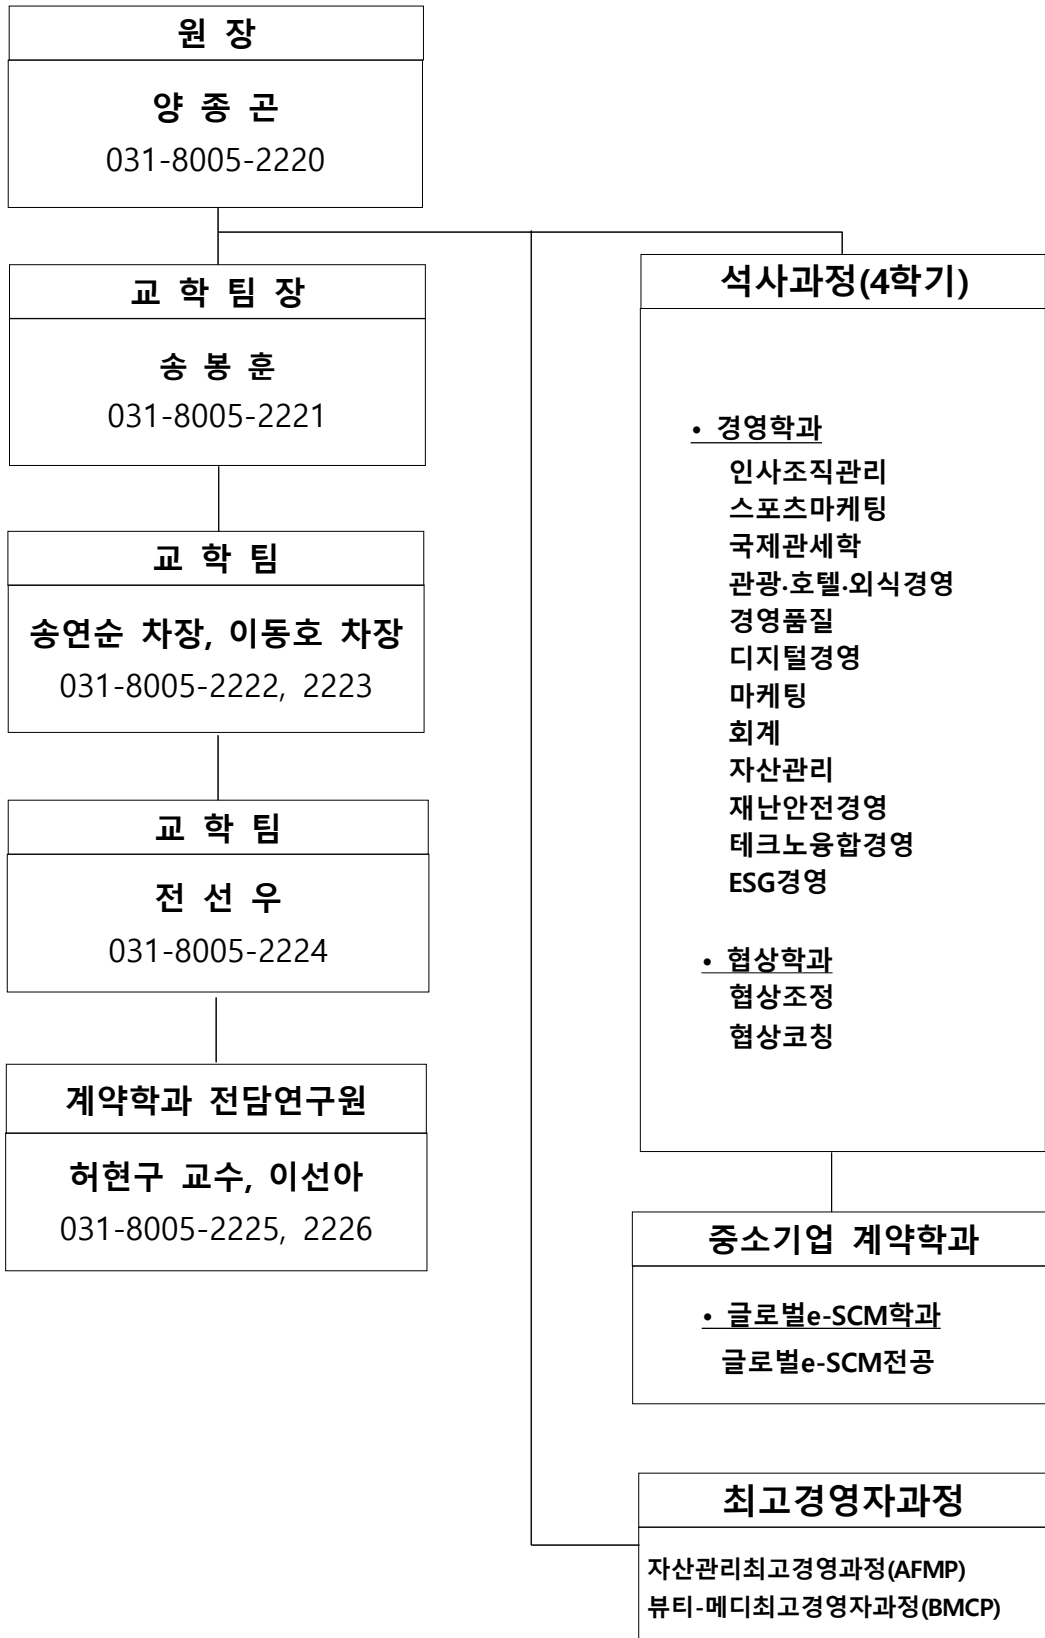 원 장
양 종 곤
031-8005-2220
교 학 팀 장
송 봉 훈
031-8005-2221
교 학 팀
송연순 차장, 이동호 차장
031-8005-2222, 2223
교 학 팀
전 선 우
031-8005-2224
계약학과 전담연구원
허현구 교수, 이선아
031-8005-2225, 2226
석사과정(4학기)
• 경영학과
인사조직관리
스포츠마케팅
국제관세학
관광·호텔·외식경영
경영품질
디지털경영
마케팅
회계
자산관리
재난안전경영
테크노융합경영
ESG경영
• 협상학과
협상조정
협상코칭
중소기업 계약학과
• 글로벌e-SCM학과
글로벌e-SCM전공
최고경영자과정
자산관리최고경영과정(AFMP)
뷰티-메디최고경영자과정(BMCP)